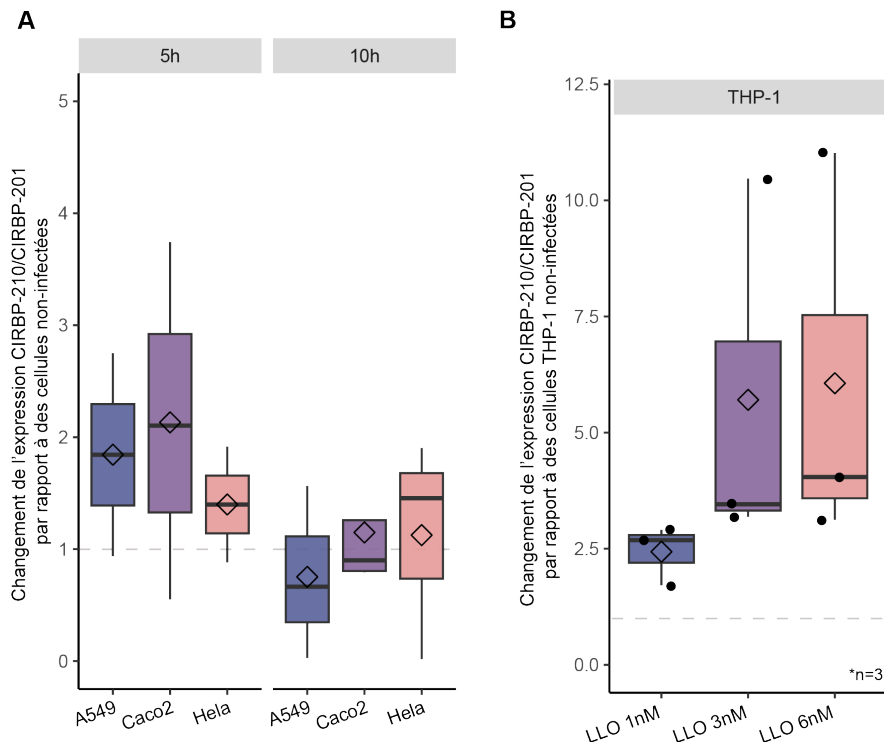 A
5h
10h
Changement de l'expression CIRBP-210/CIRBP-201
par rapport à des cellules non-infectées
5
4
3
2
1
0
A549
Caco2
Hela
A549
Caco2
Hela
B
THP-1
Changement de l'expression CIRBP-210/CIRBP-201
par rapport à des cellules THP-1 non-infectées
12.5
10.0
7.5
5.0
2.5
0.0
*n=3
LLO 1nM
LLO 3nM
LLO 6nM